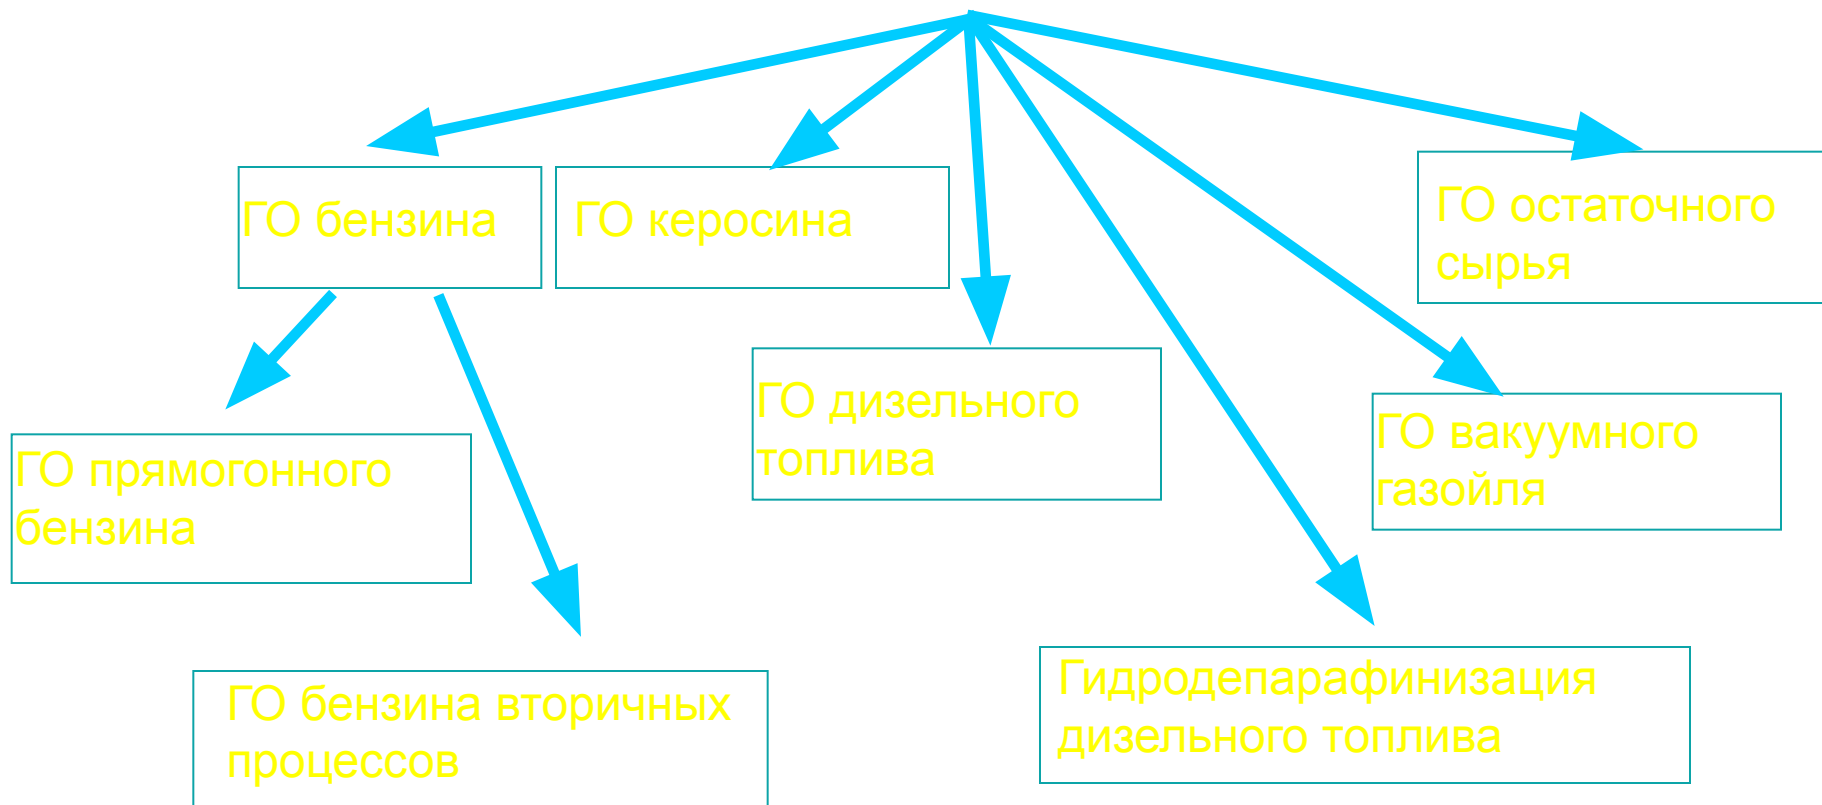 ГО бензина
ГО керосина
ГО остаточного
сырья
ГО дизельного
топлива
ГО вакуумного
газойля
ГО прямогонного
бензина
ГО бензина вторичных
процессов
Гидродепарафинизация
дизельного топлива